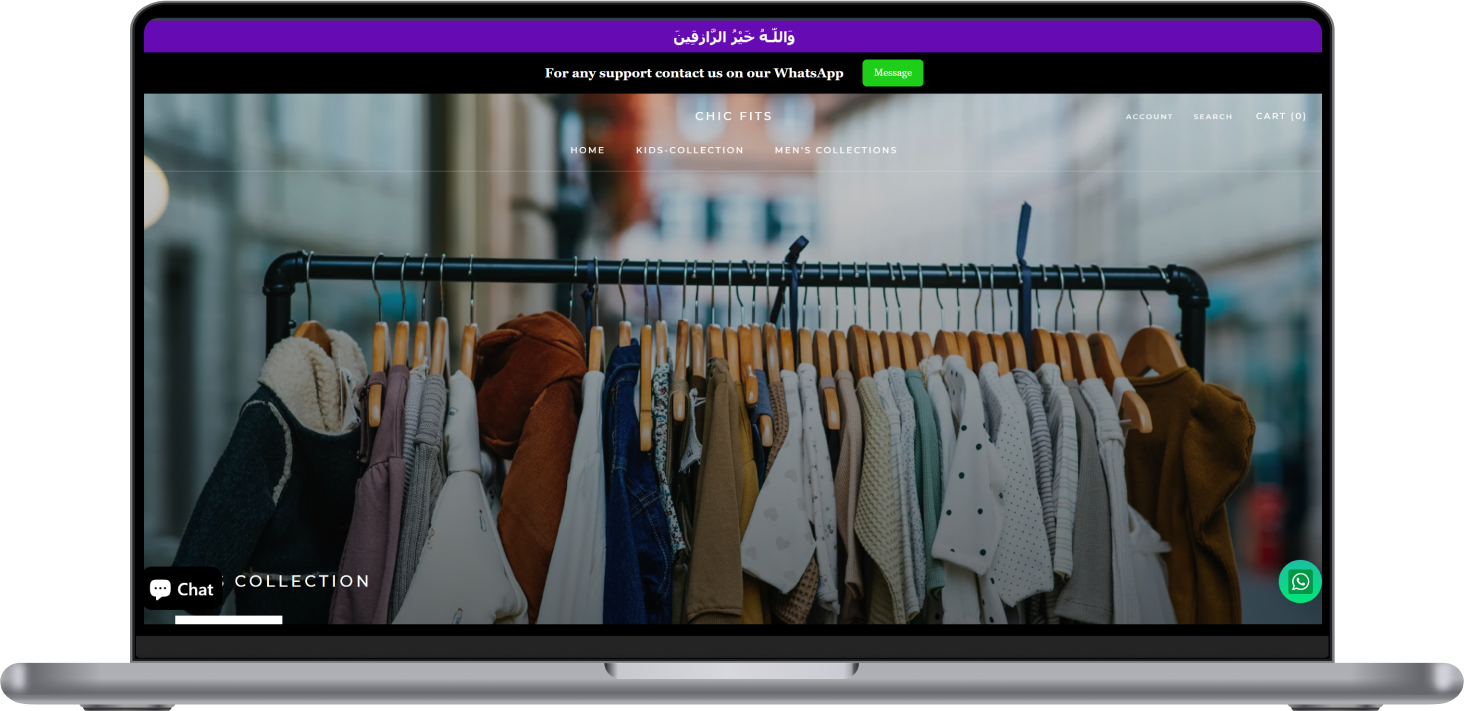 وَاللَّـهُ خَيْرُ الرَّازِقِينَ
For any support contact us on our WhatsApp Message
CHIC FITS
ACCOUNT SEARCH CART (0)
HOME KIDS-COLLECTION MEN'S COLLECTIONS
COLLECTION
Chat